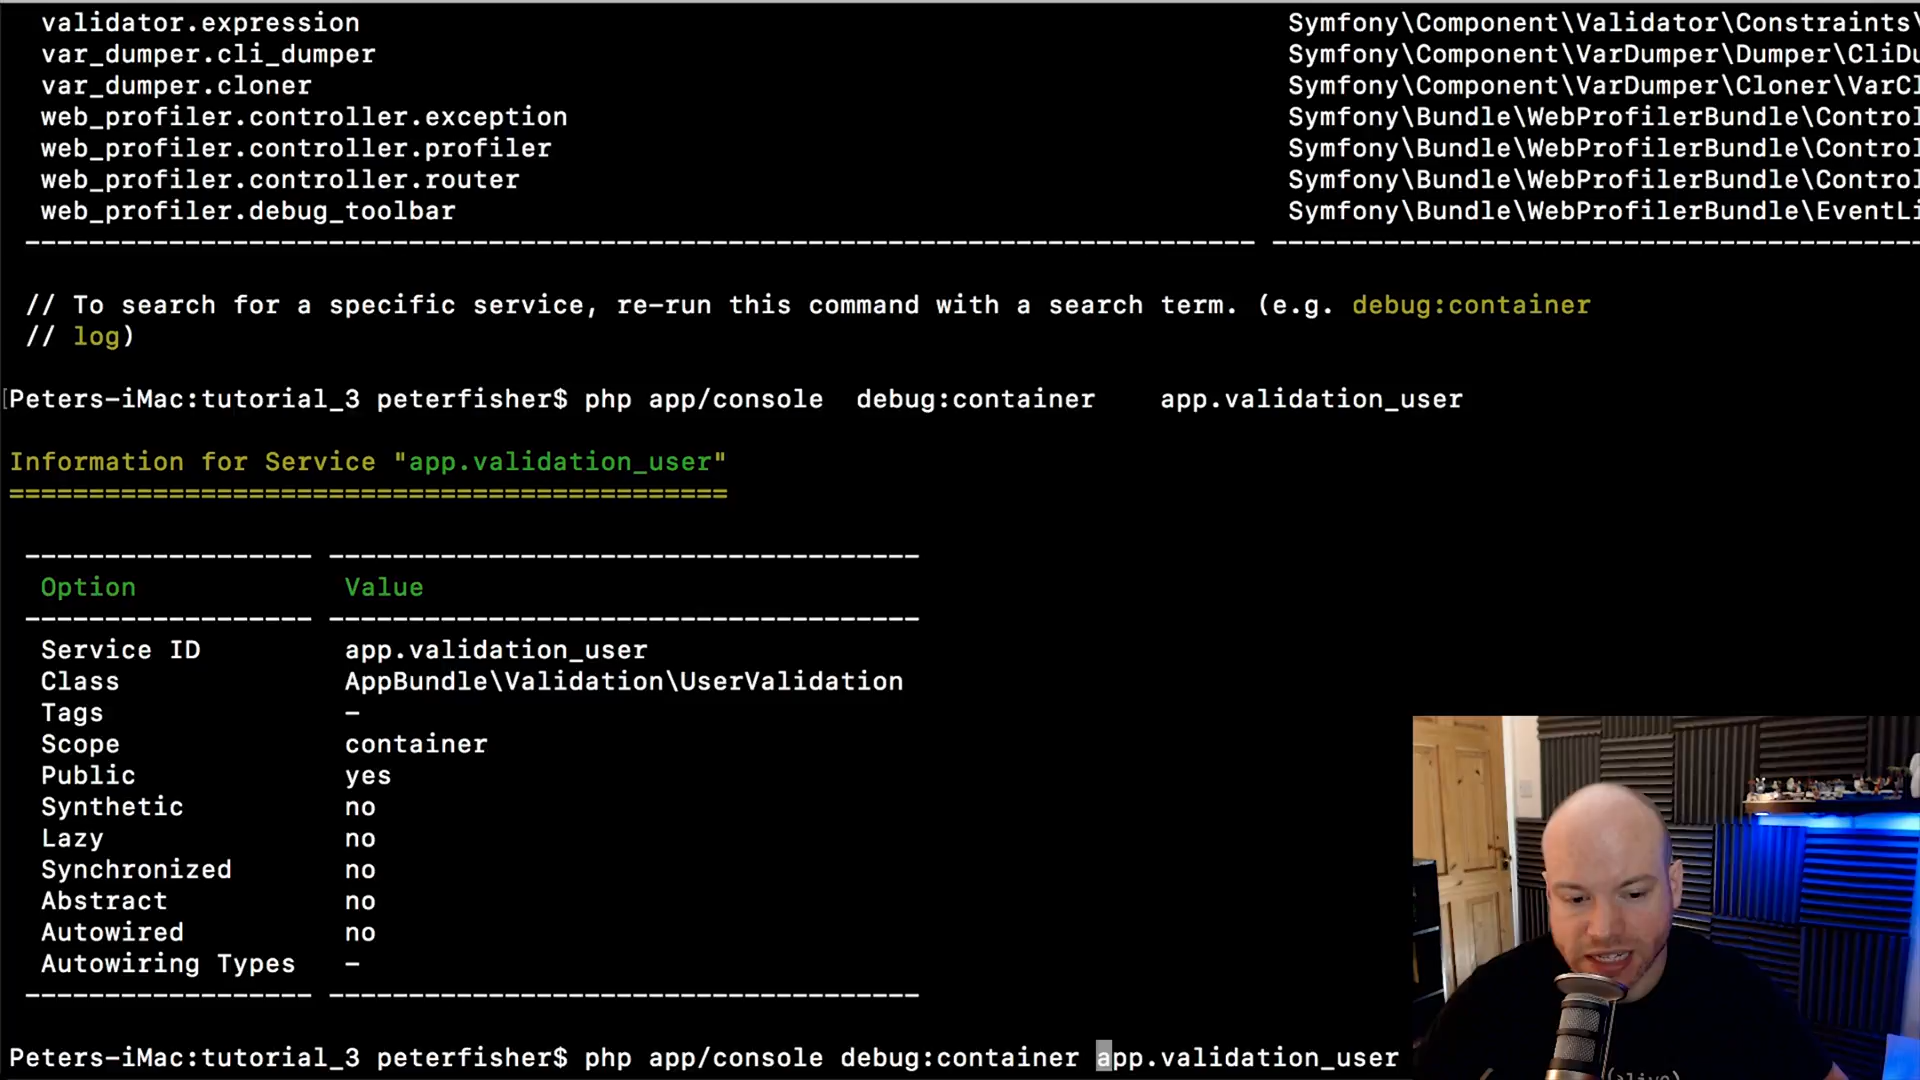 validator.expression Symfony\Component\Validator\Constraints\
var_dumper.cli_dumper Symfony\Component\VarDumper\Dumper\CliDu
var_dumper.cloner Symfony\Component\VarDumper\Cloner\VarCl
web_profiler.controller.exception Symfony\Bundle\WebProfilerBundle\Control
web_profiler.controller.profiler Symfony\Bundle\WebProfilerBundle\Control
web_profiler.controller.router Symfony\Bundle\WebProfilerBundle\Control
web_profiler.debug_toolbar Symfony\Bundle\WebProfilerBundle\EventLi
// To search for a specific service, re-run this command with a search term. (e.g. debug:container
// log)
[Peters-iMac:tutorial_3 peterfisher$ php app/console  debug:container    app.validation_user
Information for Service "app.validation_user"
=============================================
Option Value
Service ID app.validation_user
Class AppBundle\Validation\UserValidation
Tags -
Scope container
Public yes
Synthetic no
Lazy no
Synchronized no
Abstract no
Autowired no
Autowiring Types -
Peters-iMac:tutorial_3 peterfisher$ php app/console debug:container app.validation_user